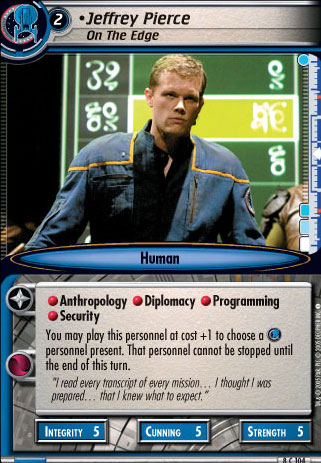 2 •Jeffrey Pierce
On The Edge
Human
Anthropology Diplomacy Programming
Security
You may play this personnel at cost +1 to choose a
personnel present. That personnel cannot be stopped until
the end of this turn.
"I read every transcript of every mission... I thought I was
prepared... that I knew what to expect."
INTEGRITY 5 CUNNING 5 STRENGTH 5
8 C 104